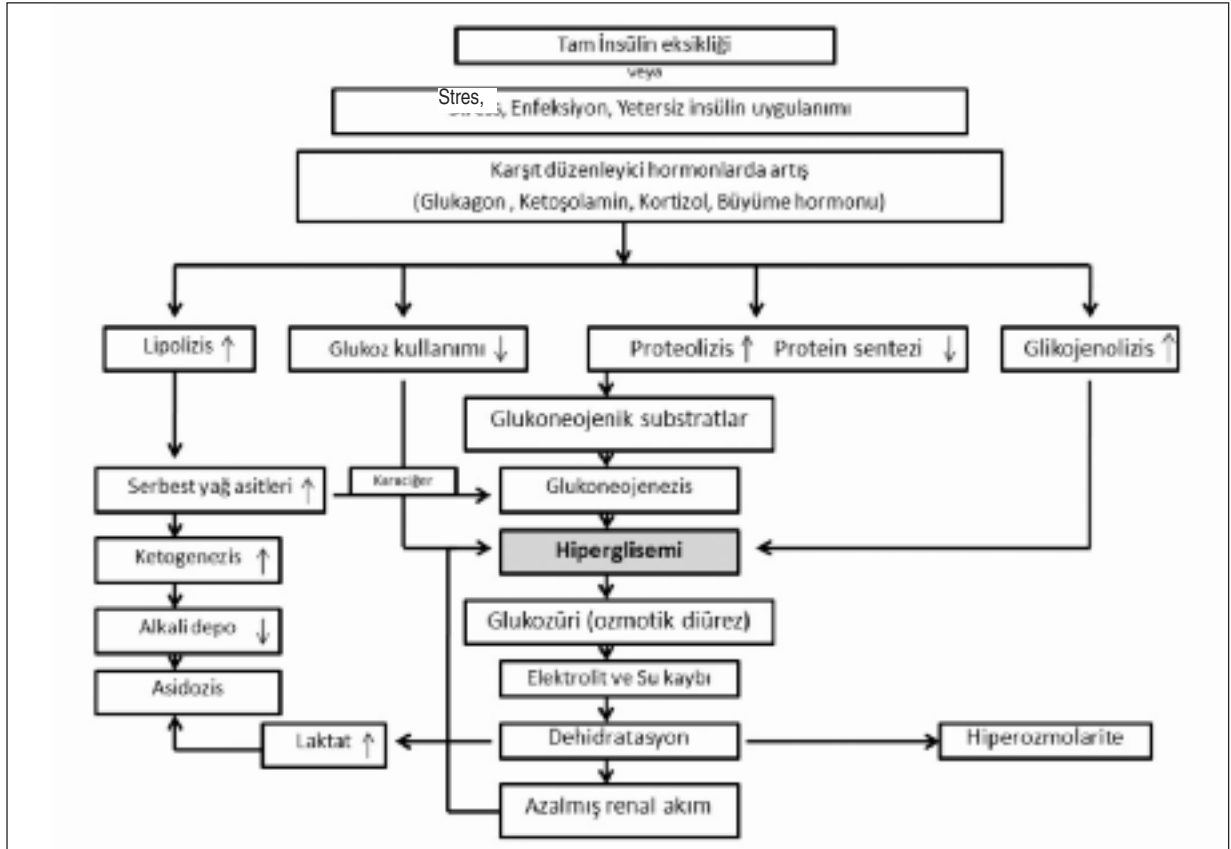 Tam İnsülin eksikliği
veya
Stres, Enfeksiyon, Yetersiz insülin uygulanımı
Karşıt düzenleyici hormonlarda artış
(Glukagon , Ketoşolamin, Kortizol, Büyüme hormonu)
Lipolizis ↑
Glukoz kullanımı ↓
Proteolizis ↑ Protein sentezi ↓
Glikojenolizis ↑
Glukoneojenik substratlar
Serbest yağ asitleri ↑
Karaciğer
Glukoneojenezis
Ketogenezis ↑
Hiperglisemi
Alkali depo ↓
Glukozüri (ozmotik diürez)
Asidozis
Elektrolit ve Su kaybı
Laktat ↑
Dehidratasyon
Hiperozmolarite
Azalmış renal akım